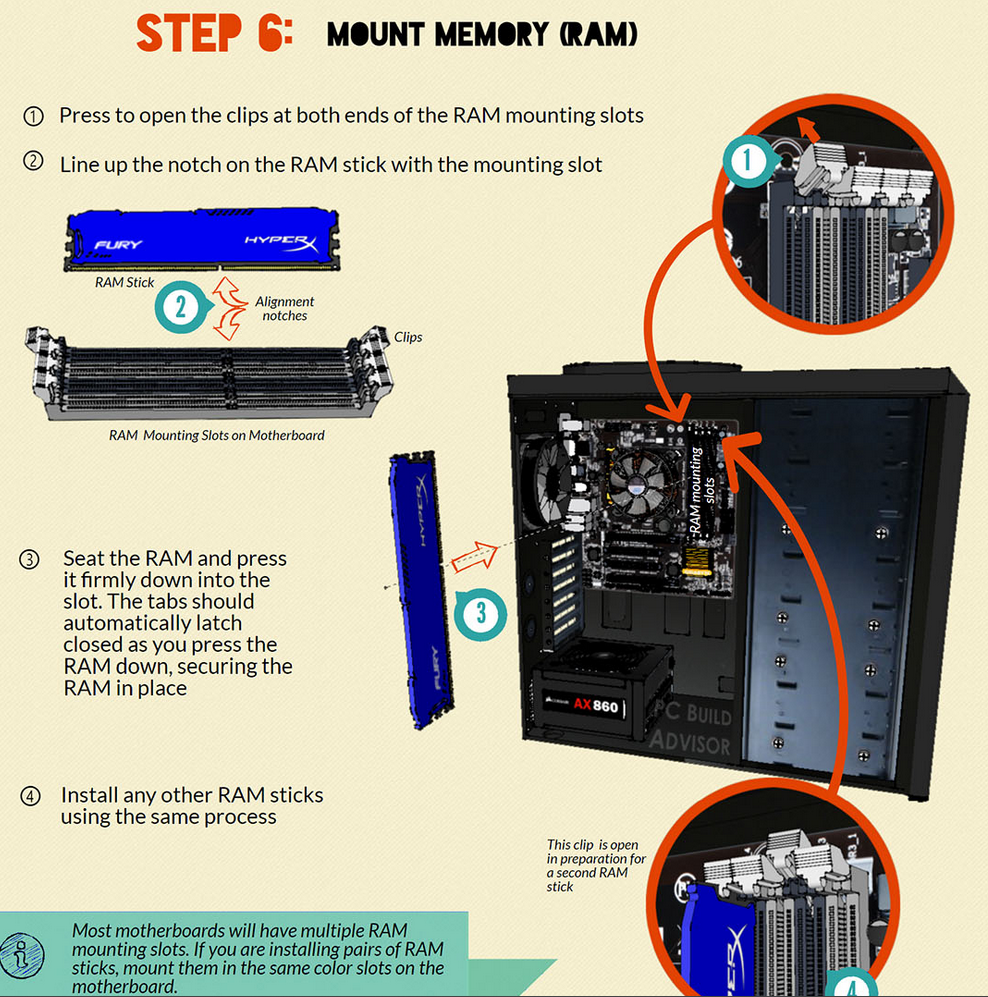 STEP 6: MOUNT MEMORY (RAM)
1 Press to open the clips at both ends of the RAM mounting slots
2 Line up the notch on the RAM stick with the mounting slot
1
FURY HYPERX
RAM Stick
2
Alignment
notches
Clips
RAM Mounting Slots on Motherboard
RAM mounting
slots
HYPERX
FURY
3 Seat the RAM and press
it firmly down into the
slot. The tabs should
automatically latch
closed as you press the
RAM down, securing the
RAM in place
3
AX860
PC BUILD
ADVISOR
4 Install any other RAM sticks
using the same process
This clip is open
in preparation for
a second RAM
stick
PERX
4
i
Most motherboards will have multiple RAM
mounting slots. If you are installing pairs of RAM
sticks, mount them in the same color slots on the
motherboard.